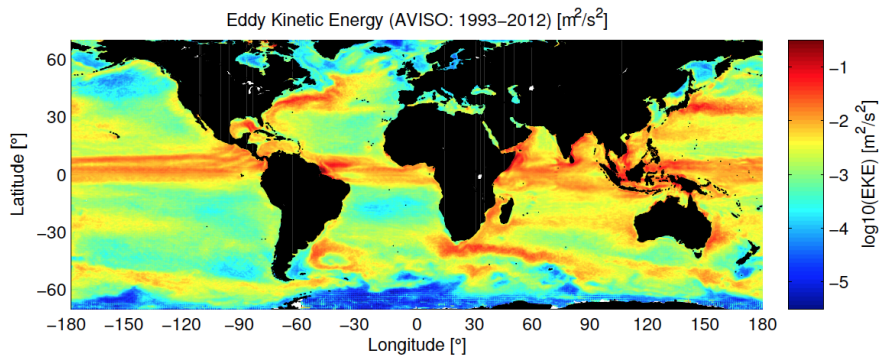 Eddy Kinetic Energy (AVISO: 1993−2012) [m²/s²]
60
30
0
−30
−60
Latitude [°]
−180 −150 −120 −90 −60 −30 0 30 60 90 120 150 180
Longitude [°]
−1
−2
−3
−4
−5
log10(EKE) [m²/s²]